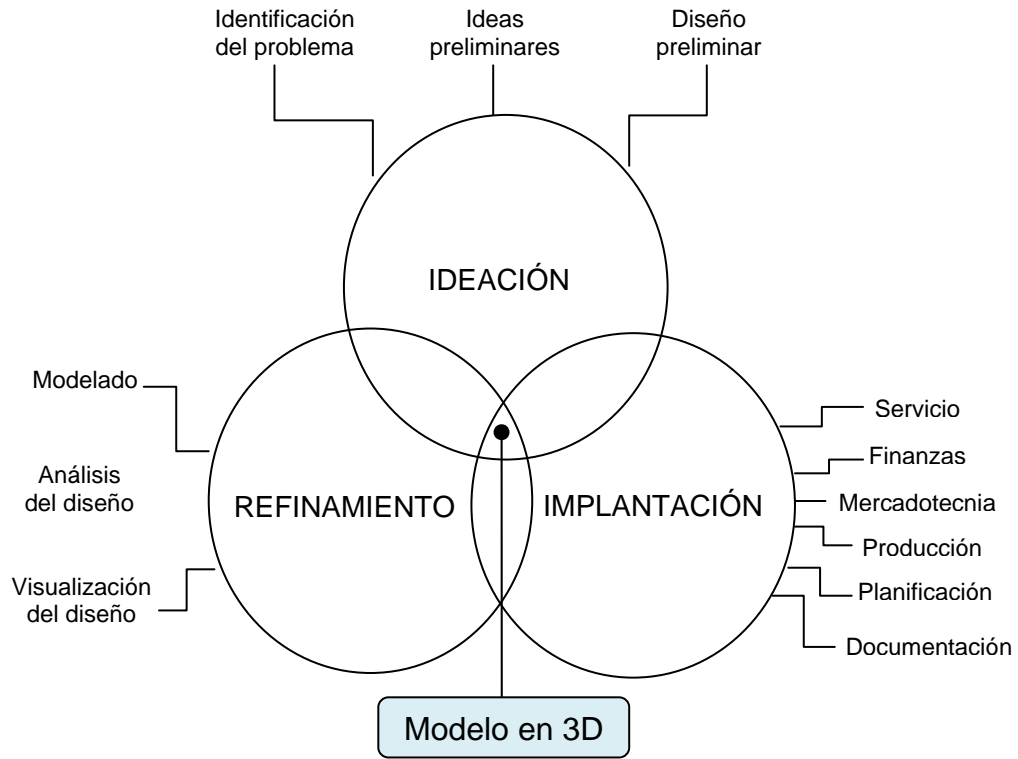 Identificación
del problema
Ideas
preliminares
Diseño
preliminar
IDEACIÓN
Modelado
Análisis
del diseño
Visualización
del diseño
REFINAMIENTO
IMPLANTACIÓN
Servicio
Finanzas
Mercadotecnia
Producción
Planificación
Documentación
Modelo en 3D